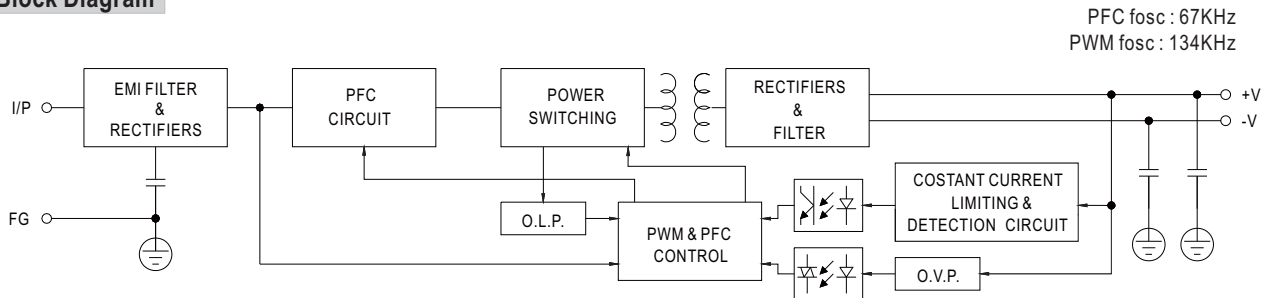 Block Diagram
PFC fosc : 67KHz
PWM fosc : 134KHz
I/P
EMI FILTER
&
RECTIFIERS
PFC
CIRCUIT
POWER
SWITCHING
RECTIFIERS
&
FILTER
+V
-V
FG
O.L.P.
PWM & PFC
CONTROL
COSTANT CURRENT
LIMITING &
DETECTION CIRCUIT
O.V.P.